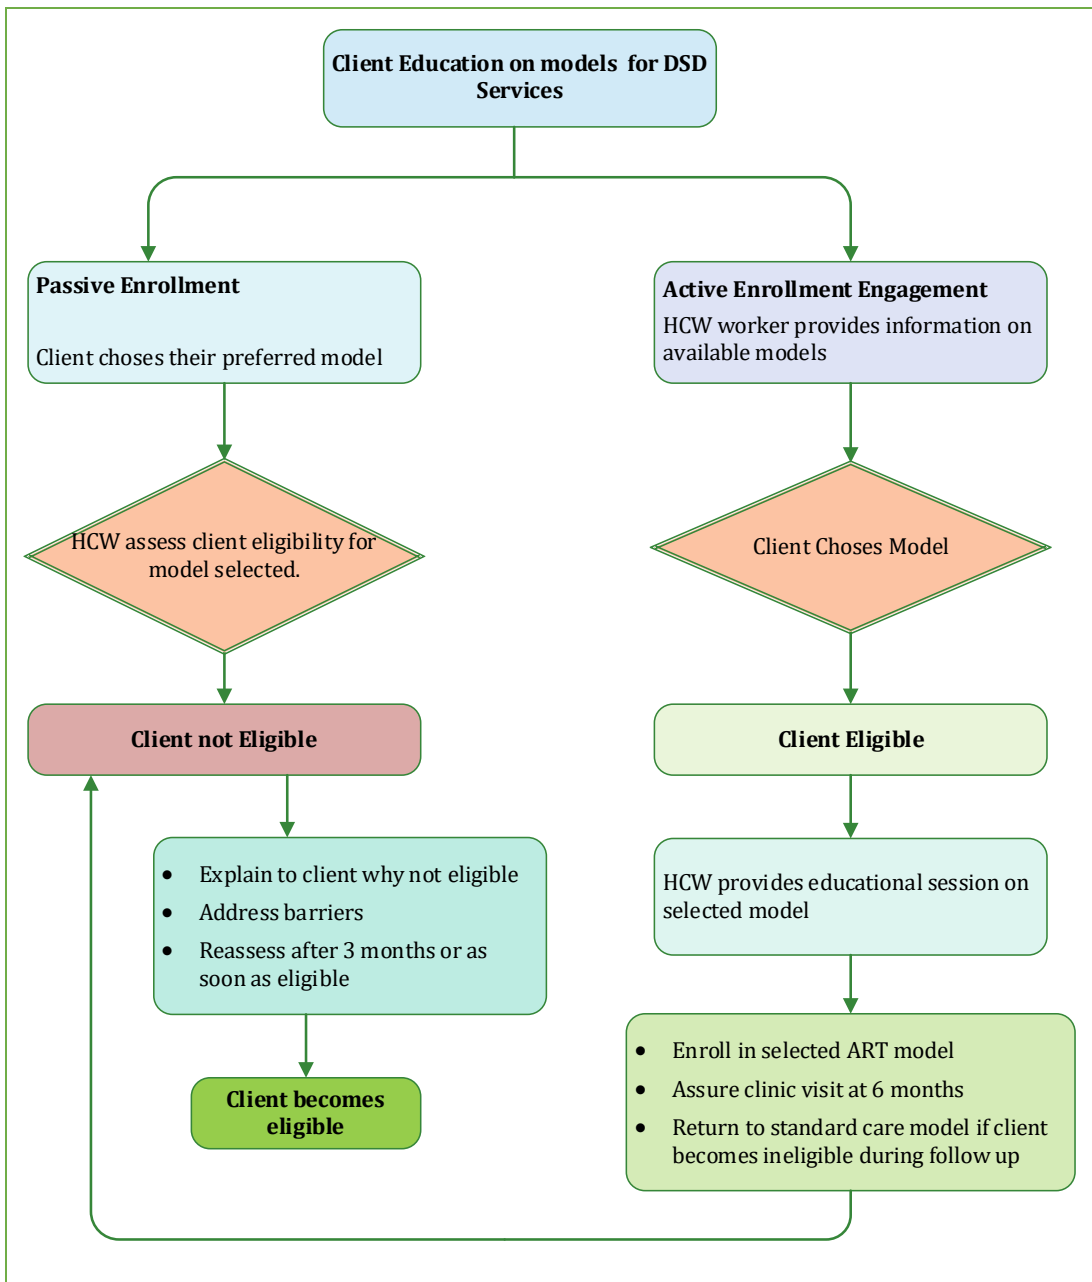 Client Education on models for DSD
Services
Passive Enrollment
Client choses their preferred model
Active Enrollment Engagement
HCW worker provides information on
available models
HCW assess client eligibility for
model selected.
Client Choses Model
Client not Eligible
Client Eligible
• Explain to client why not eligible
• Address barriers
• Reassess after 3 months or as
soon as eligible
HCW provides educational session on
selected model
Client becomes
eligible
• Enroll in selected ART model
• Assure clinic visit at 6 months
• Return to standard care model if client
becomes ineligible during follow up